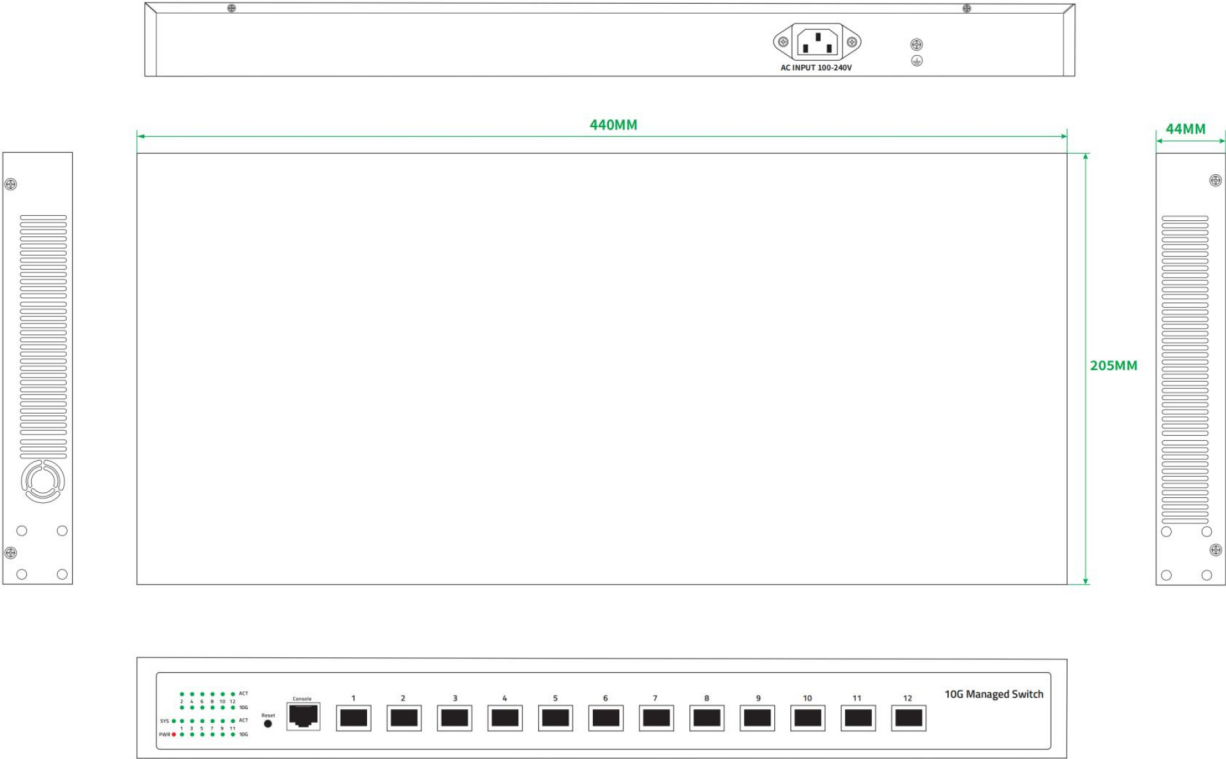 AC INPUT 100-240V
440MM
44MM
205MM
ACT
2 4 6 8 10 12
10G
SYS
ACT
1 3 5 7 9 11
PWR
10G
Reset
Console
1 2 3 4 5 6 7 8 9 10 11 12
10G Managed Switch